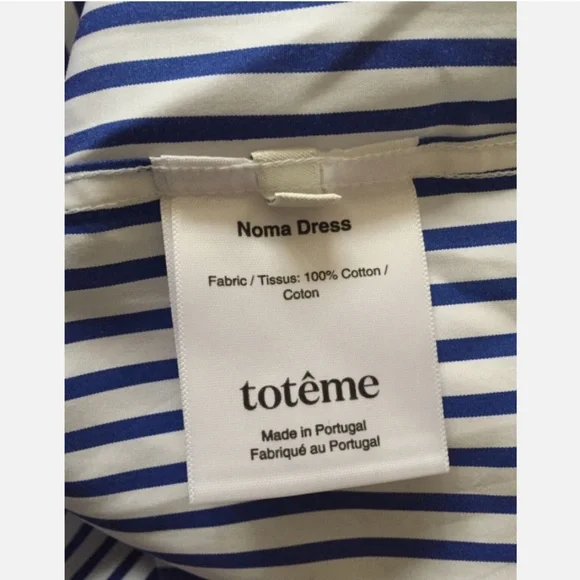 Noma Dress
Fabric / Tissus: 100% Cotton /
Coton
totême
Made in Portugal
Fabriqué au Portugal